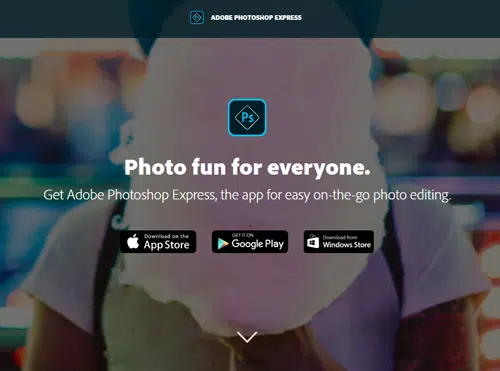 ADOBE PHOTOSHOP EXPRESS
Ps
Photo fun for everyone.
Get Adobe Photoshop Express, the app for easy on-the-go photo editing.
Download on the
App Store
GET IT ON
Google Play
Download from
Windows Store